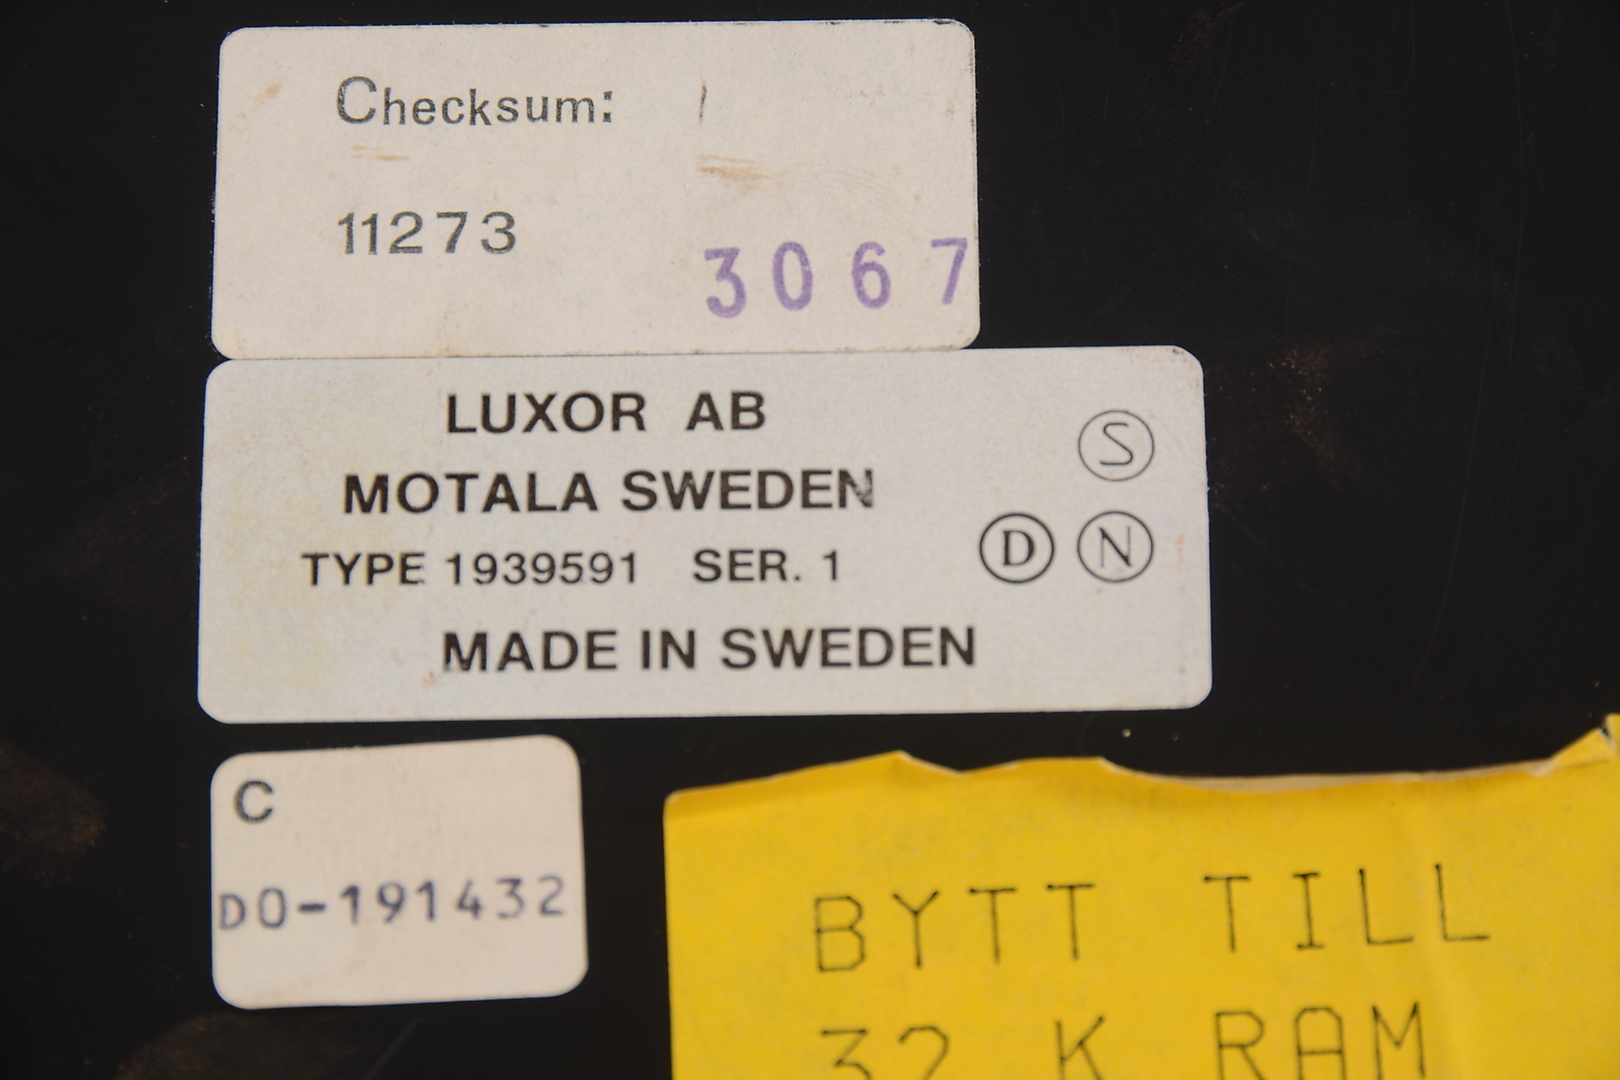 Checksum:
11273
3067
LUXOR AB
MOTALA SWEDEN
TYPE 1939591 SER. 1
MADE IN SWEDEN
S
D N
C
DO-191432
BYTT TILL
32 K RAM